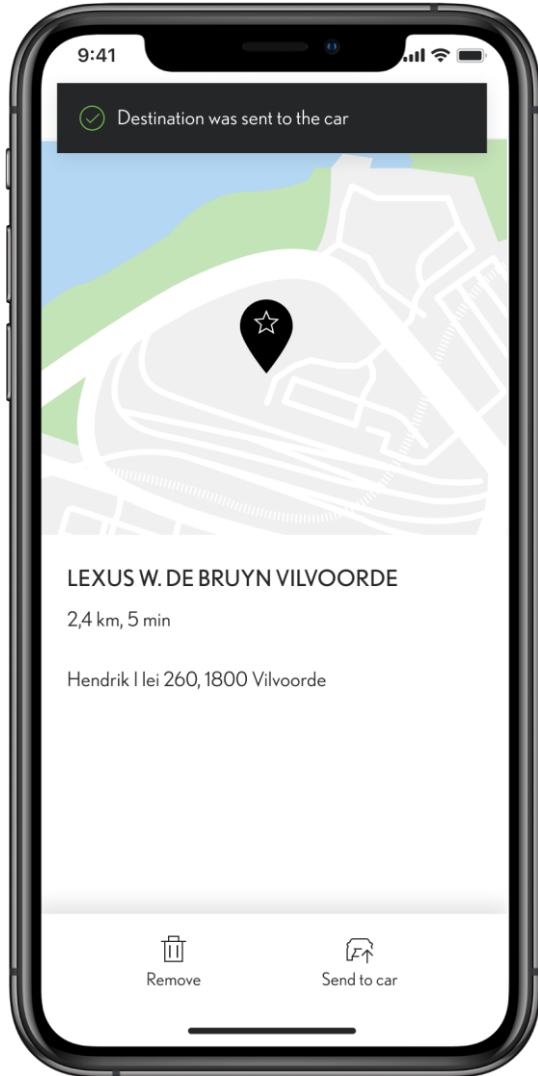 9:41
Destination was sent to the car
LEXUS W. DE BRUYN VILVOORDE
2,4 km, 5 min
Hendrik I lei 260, 1800 Vilvoorde
Remove
Send to car